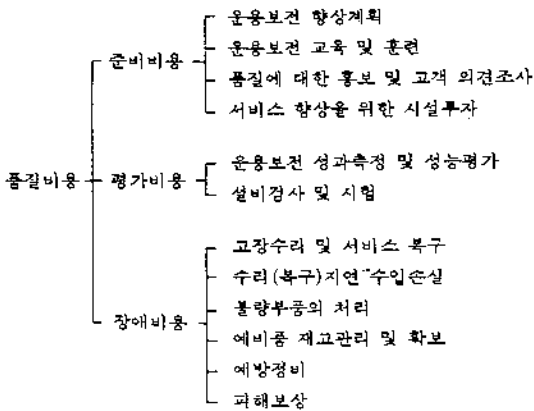 품질비용
준비비용
운용보전 향상계획
운용보전 교육 및 훈련
품질에 대한 홍보 및 고객 의견조사
서비스 향상을 위한 시설투자
평가비용
운용보전 성과측정 및 성능평가
설비검사 및 시험
장애비용
고장수리 및 서비스 복구
수리(복구)지연 수입손실
불량부품의 처리
예비품 재고관리 및 확보
예방정비
피해보상